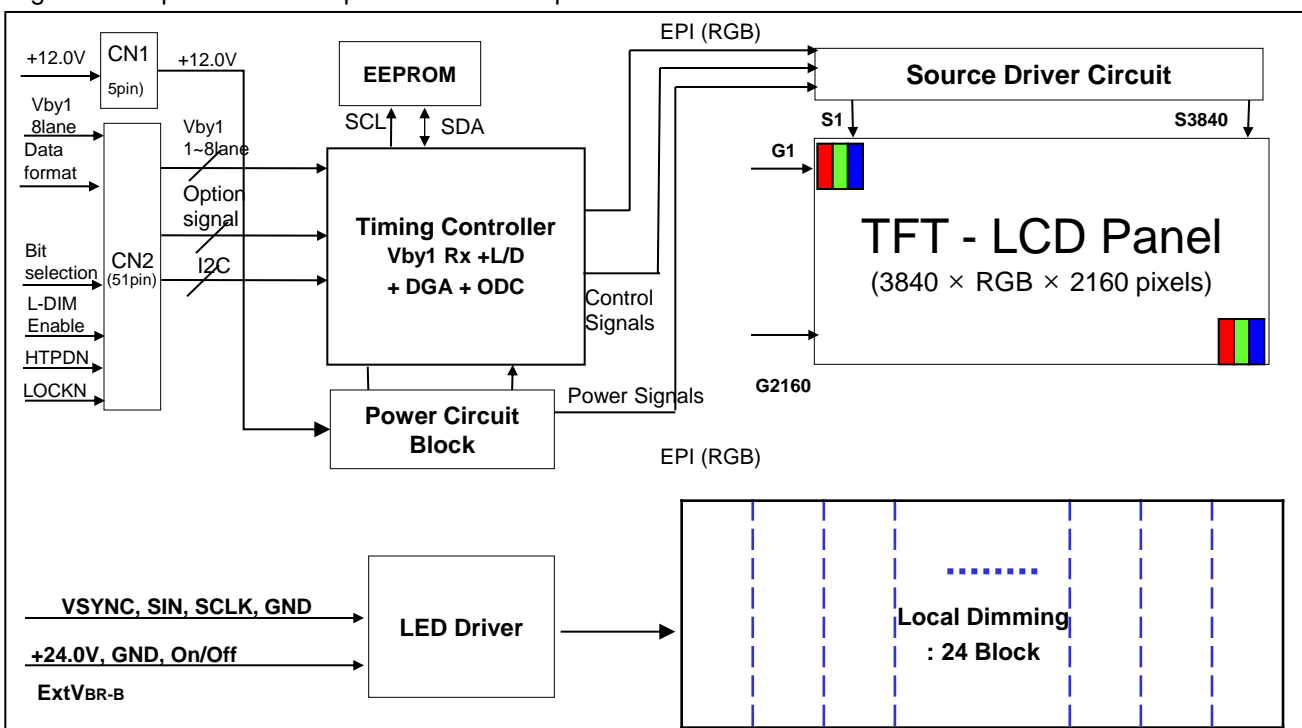 EPI (RGB)
+12.0V
CN1
5pin)
+12.0V
EEPROM
Source Driver Circuit
Vby1
8lane
Data
format
Vby1
1~8lane
SCL
SDA
S1
S3840
G1
Option
signal
Timing Controller
Vby1 Rx +L/D
+ DGA + ODC
TFT - LCD Panel
(3840 × RGB × 2160 pixels)
Bit
selection
CN2
(51pin)
I2C
L-DIM
Enable
HTPDN
LOCKN
Control
Signals
G2160
Power Signals
Power Circuit
Block
EPI (RGB)
VSYNC, SIN, SCLK, GND
+24.0V, GND, On/Off
ExtVBR-B
LED Driver
Local Dimming
: 24 Block